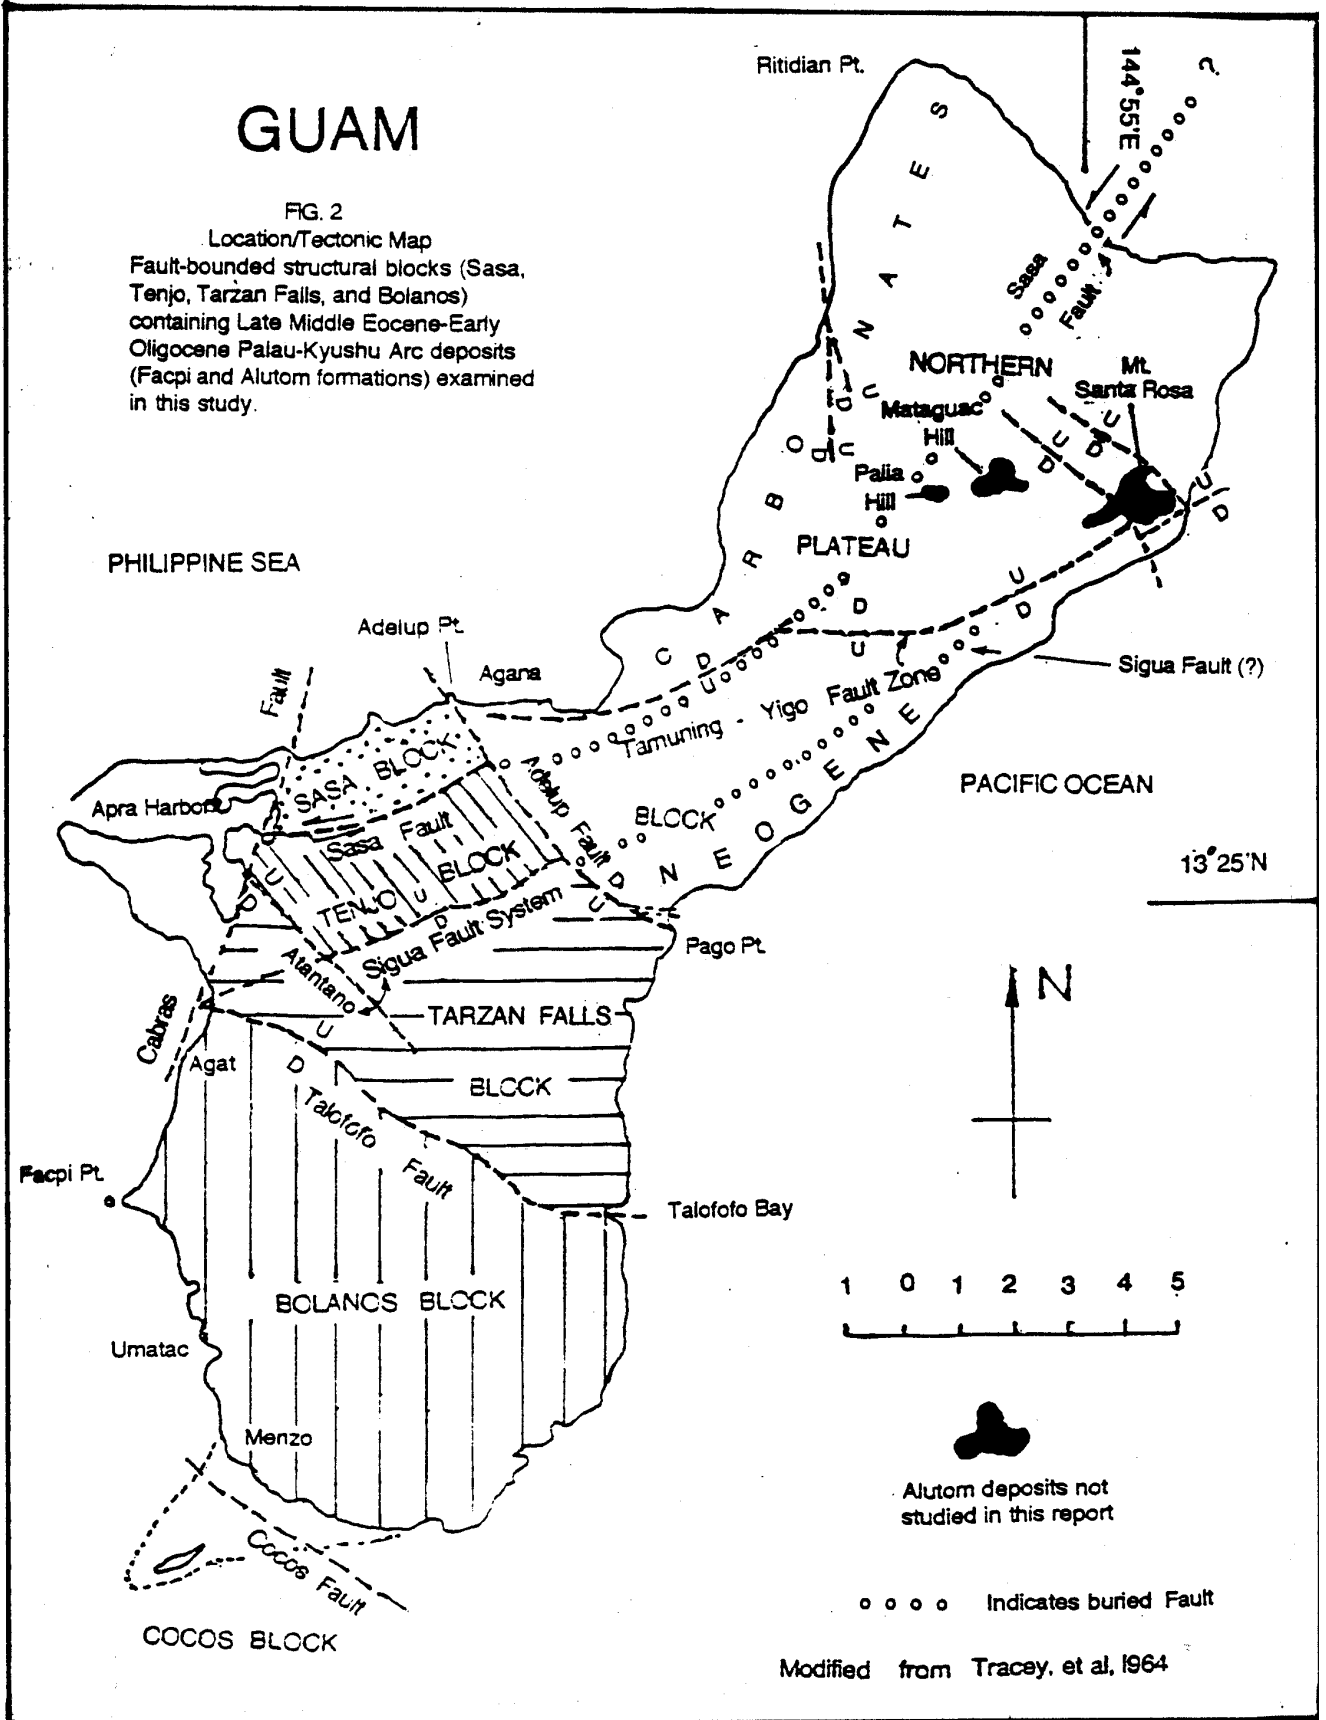 GUAM
FIG. 2
Location/Tectonic Map
Fault-bounded structural blocks (Sasa,
Tenjo, Tarzan Falls, and Bolanos)
containing Late Middle Eocene-Early
Oligocene Palau-Kyushu Arc deposits
(Facpi and Alutom formations) examined
in this study.
Ritidian Pt.
144°55'E
?
Sasa
Fault
NEOGENE CARBONATES
NORTHERN
Mt.
Santa Rosa
Mataguac
Hill
Palia
Hill
PLATEAU
BLOCK
U
D
U
D
U
D
U
D
U
D
U
D
D
U
D
U
PHILIPPINE SEA
Adelup Pt.
Agana
Fault
Sigua Fault (?)
Tamuning - Yigo Fault Zone
SASA BLOCK
Apra Harbor
Adelup Fault
PACIFIC OCEAN
Sasa Fault
TENJO BLOCK
U
D
U
D
D
U
13°25'N
Sigua Fault System
Pago Pt.
Atantano
Cabras
TARZAN FALLS
BLOCK
N
Agat
U
D
Talofofo Fault
Facpi Pt.
Talofofo Bay
BOLANOS BLOCK
1 0 1 2 3 4 5
Umatac
Merizo
Alutom deposits not
studied in this report
Cocos Fault
Indicates buried Fault
COCOS BLOCK
Modified from Tracey, et al, 1964